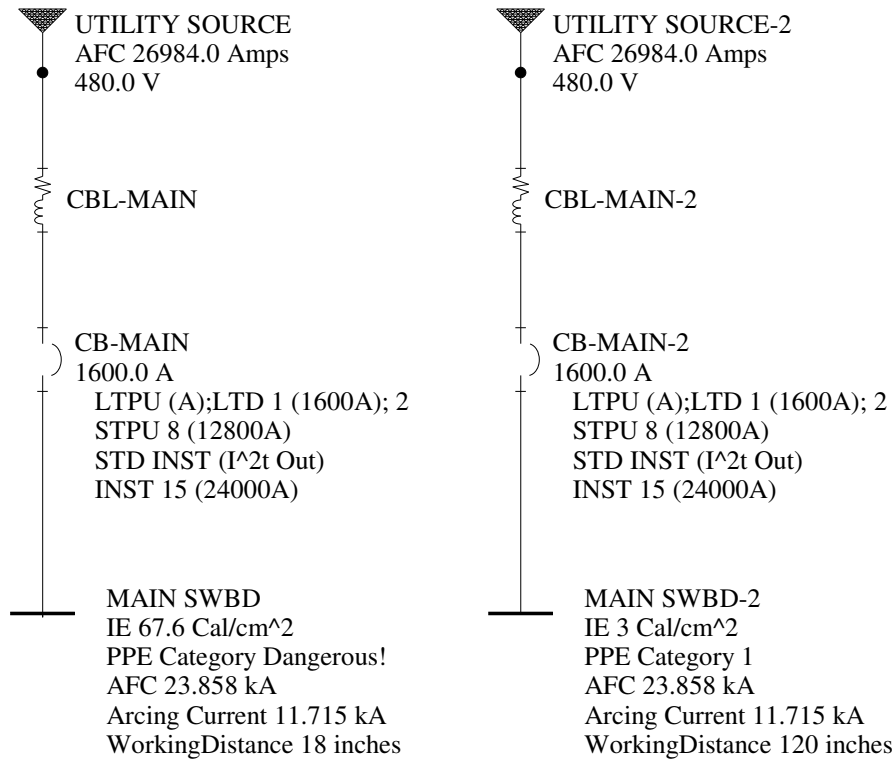 UTILITY SOURCE
AFC 26984.0 Amps
480.0 V
CBL-MAIN
CB-MAIN
1600.0 A
LTPU (A);LTD 1 (1600A); 2
STPU 8 (12800A)
STD INST (I^2t Out)
INST 15 (24000A)
MAIN SWBD
IE 67.6 Cal/cm^2
PPE Category Dangerous!
AFC 23.858 kA
Arcing Current 11.715 kA
WorkingDistance 18 inches
UTILITY SOURCE-2
AFC 26984.0 Amps
480.0 V
CBL-MAIN-2
CB-MAIN-2
1600.0 A
LTPU (A);LTD 1 (1600A); 2
STPU 8 (12800A)
STD INST (I^2t Out)
INST 15 (24000A)
MAIN SWBD-2
IE 3 Cal/cm^2
PPE Category 1
AFC 23.858 kA
Arcing Current 11.715 kA
WorkingDistance 120 inches